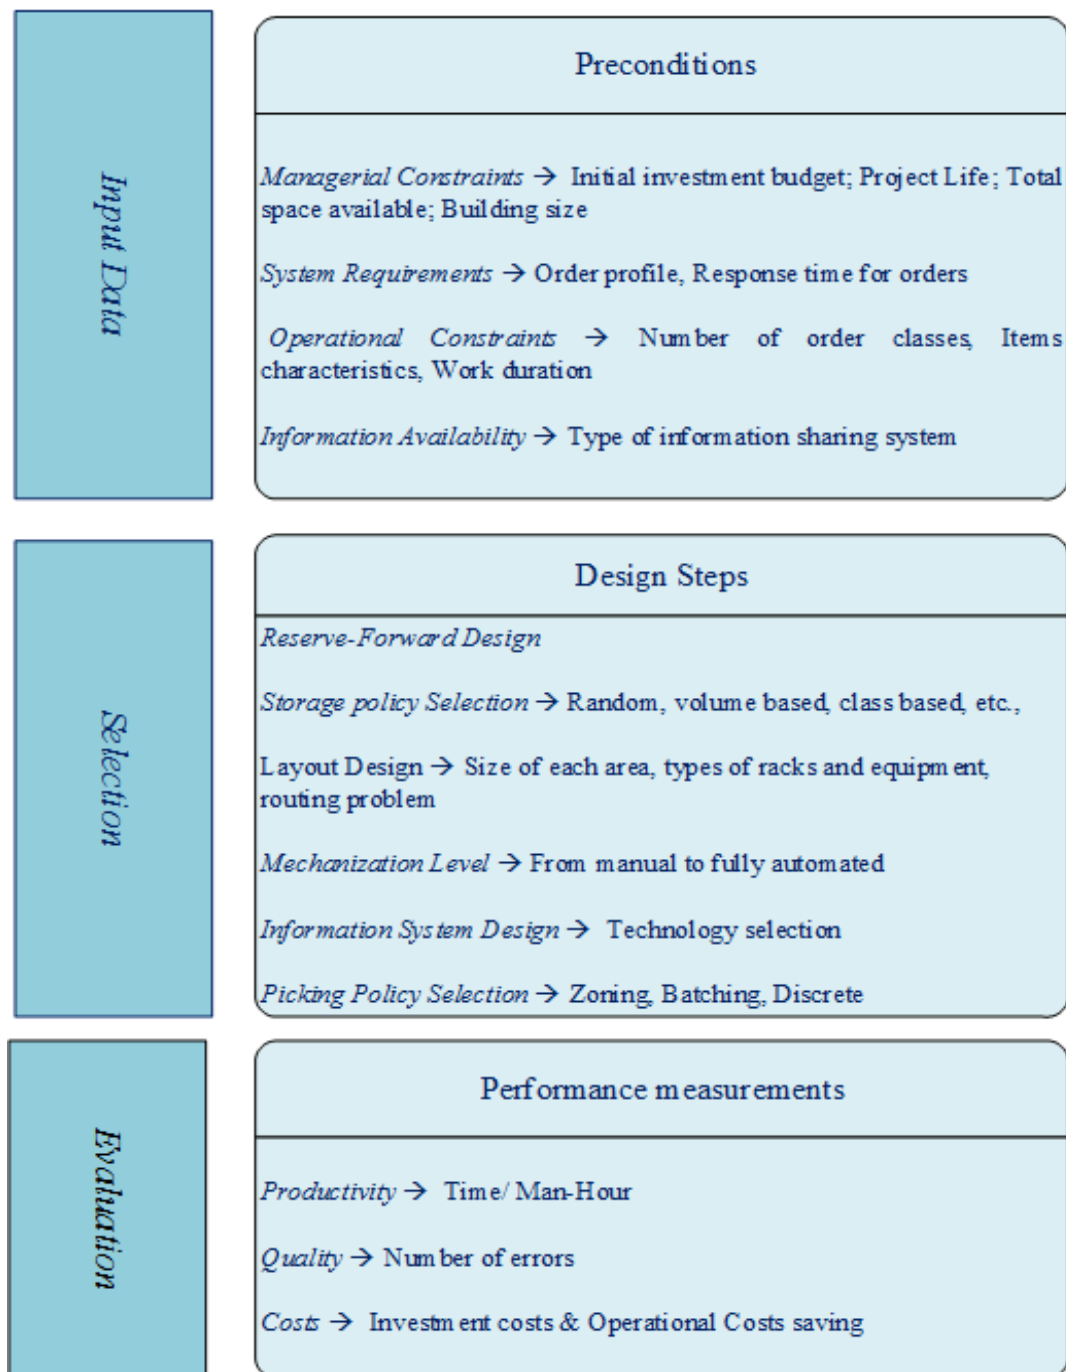 Input Data
Preconditions
Managerial Constraints → Initial investment budget; Project Life; Total
space available; Building size
System Requirements → Order profile, Response time for orders
Operational Constraints → Number of order classes, Items
characteristics, Work duration
Information Availability → Type of information sharing system
Selection
Design Steps
Reserve-Forward Design
Storage policy Selection → Random, volume based, class based, etc.,
Layout Design → Size of each area, types of racks and equipment,
routing problem
Mechanization Level → From manual to fully automated
Information System Design → Technology selection
Picking Policy Selection → Zoning, Batching, Discrete
Evaluation
Performance measurements
Productivity → Time/ Man-Hour
Quality → Number of errors
Costs → Investment costs & Operational Costs saving